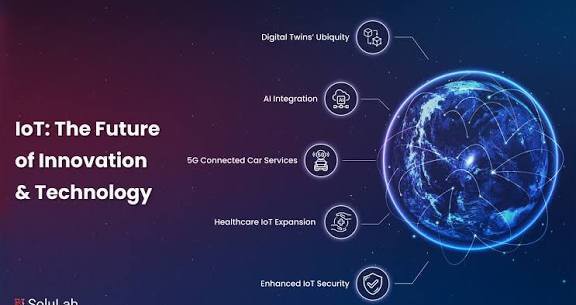 Digital Twins' Ubiquity
AI Integration
IoT: The Future
of Innovation
& Technology
5G Connected Car Services
Healthcare IoT Expansion
Enhanced IoT Security
SoluLab